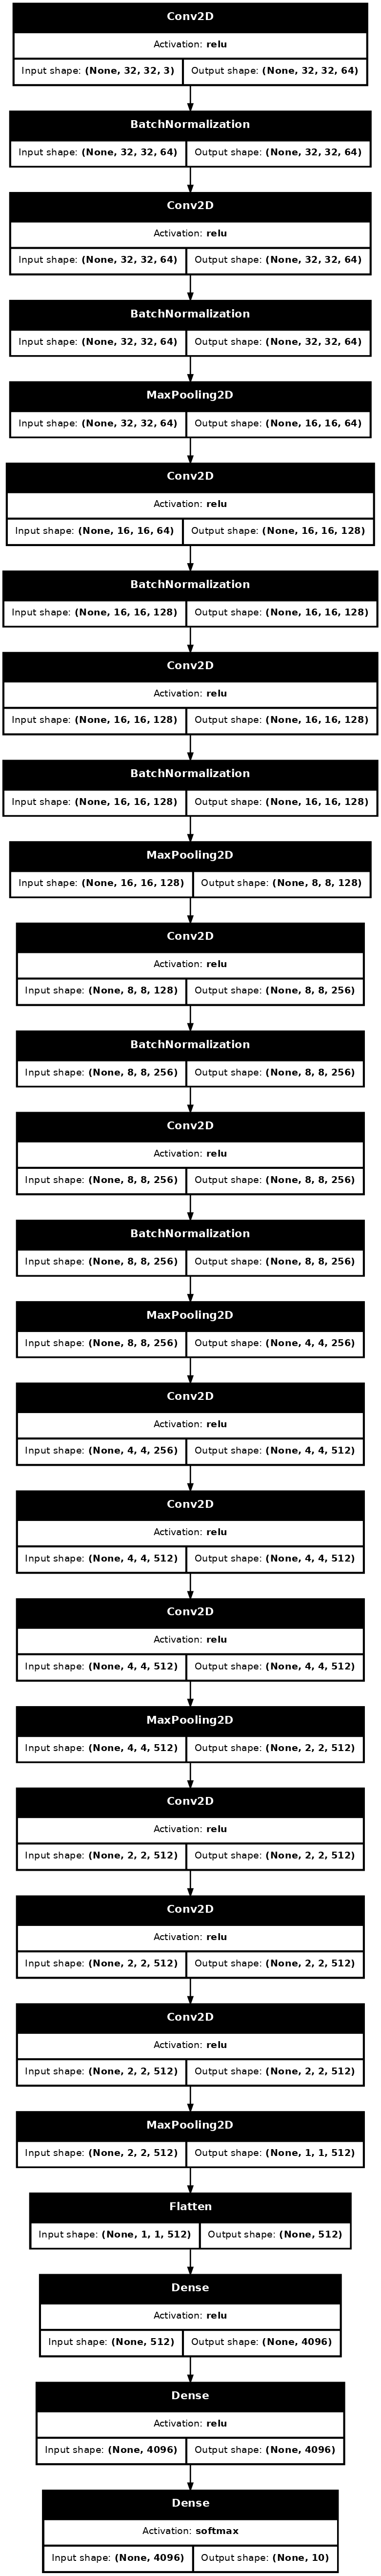 Conv2D
Activation: relu
Input shape: (None, 32, 32, 3) Output shape: (None, 32, 32, 64)
BatchNormalization
Input shape: (None, 32, 32, 64) Output shape: (None, 32, 32, 64)
Conv2D
Activation: relu
Input shape: (None, 32, 32, 64) Output shape: (None, 32, 32, 64)
BatchNormalization
Input shape: (None, 32, 32, 64) Output shape: (None, 32, 32, 64)
MaxPooling2D
Input shape: (None, 32, 32, 64) Output shape: (None, 16, 16, 64)
Conv2D
Activation: relu
Input shape: (None, 16, 16, 64) Output shape: (None, 16, 16, 128)
BatchNormalization
Input shape: (None, 16, 16, 128) Output shape: (None, 16, 16, 128)
Conv2D
Activation: relu
Input shape: (None, 16, 16, 128) Output shape: (None, 16, 16, 128)
BatchNormalization
Input shape: (None, 16, 16, 128) Output shape: (None, 16, 16, 128)
MaxPooling2D
Input shape: (None, 16, 16, 128) Output shape: (None, 8, 8, 128)
Conv2D
Activation: relu
Input shape: (None, 8, 8, 128) Output shape: (None, 8, 8, 256)
BatchNormalization
Input shape: (None, 8, 8, 256) Output shape: (None, 8, 8, 256)
Conv2D
Activation: relu
Input shape: (None, 8, 8, 256) Output shape: (None, 8, 8, 256)
BatchNormalization
Input shape: (None, 8, 8, 256) Output shape: (None, 8, 8, 256)
MaxPooling2D
Input shape: (None, 8, 8, 256) Output shape: (None, 4, 4, 256)
Conv2D
Activation: relu
Input shape: (None, 4, 4, 256) Output shape: (None, 4, 4, 512)
Conv2D
Activation: relu
Input shape: (None, 4, 4, 512) Output shape: (None, 4, 4, 512)
Conv2D
Activation: relu
Input shape: (None, 4, 4, 512) Output shape: (None, 4, 4, 512)
MaxPooling2D
Input shape: (None, 4, 4, 512) Output shape: (None, 2, 2, 512)
Conv2D
Activation: relu
Input shape: (None, 2, 2, 512) Output shape: (None, 2, 2, 512)
Conv2D
Activation: relu
Input shape: (None, 2, 2, 512) Output shape: (None, 2, 2, 512)
Conv2D
Activation: relu
Input shape: (None, 2, 2, 512) Output shape: (None, 2, 2, 512)
MaxPooling2D
Input shape: (None, 2, 2, 512) Output shape: (None, 1, 1, 512)
Flatten
Input shape: (None, 1, 1, 512) Output shape: (None, 512)
Dense
Activation: relu
Input shape: (None, 512) Output shape: (None, 4096)
Dense
Activation: relu
Input shape: (None, 4096) Output shape: (None, 4096)
Dense
Activation: softmax
Input shape: (None, 4096) Output shape: (None, 10)